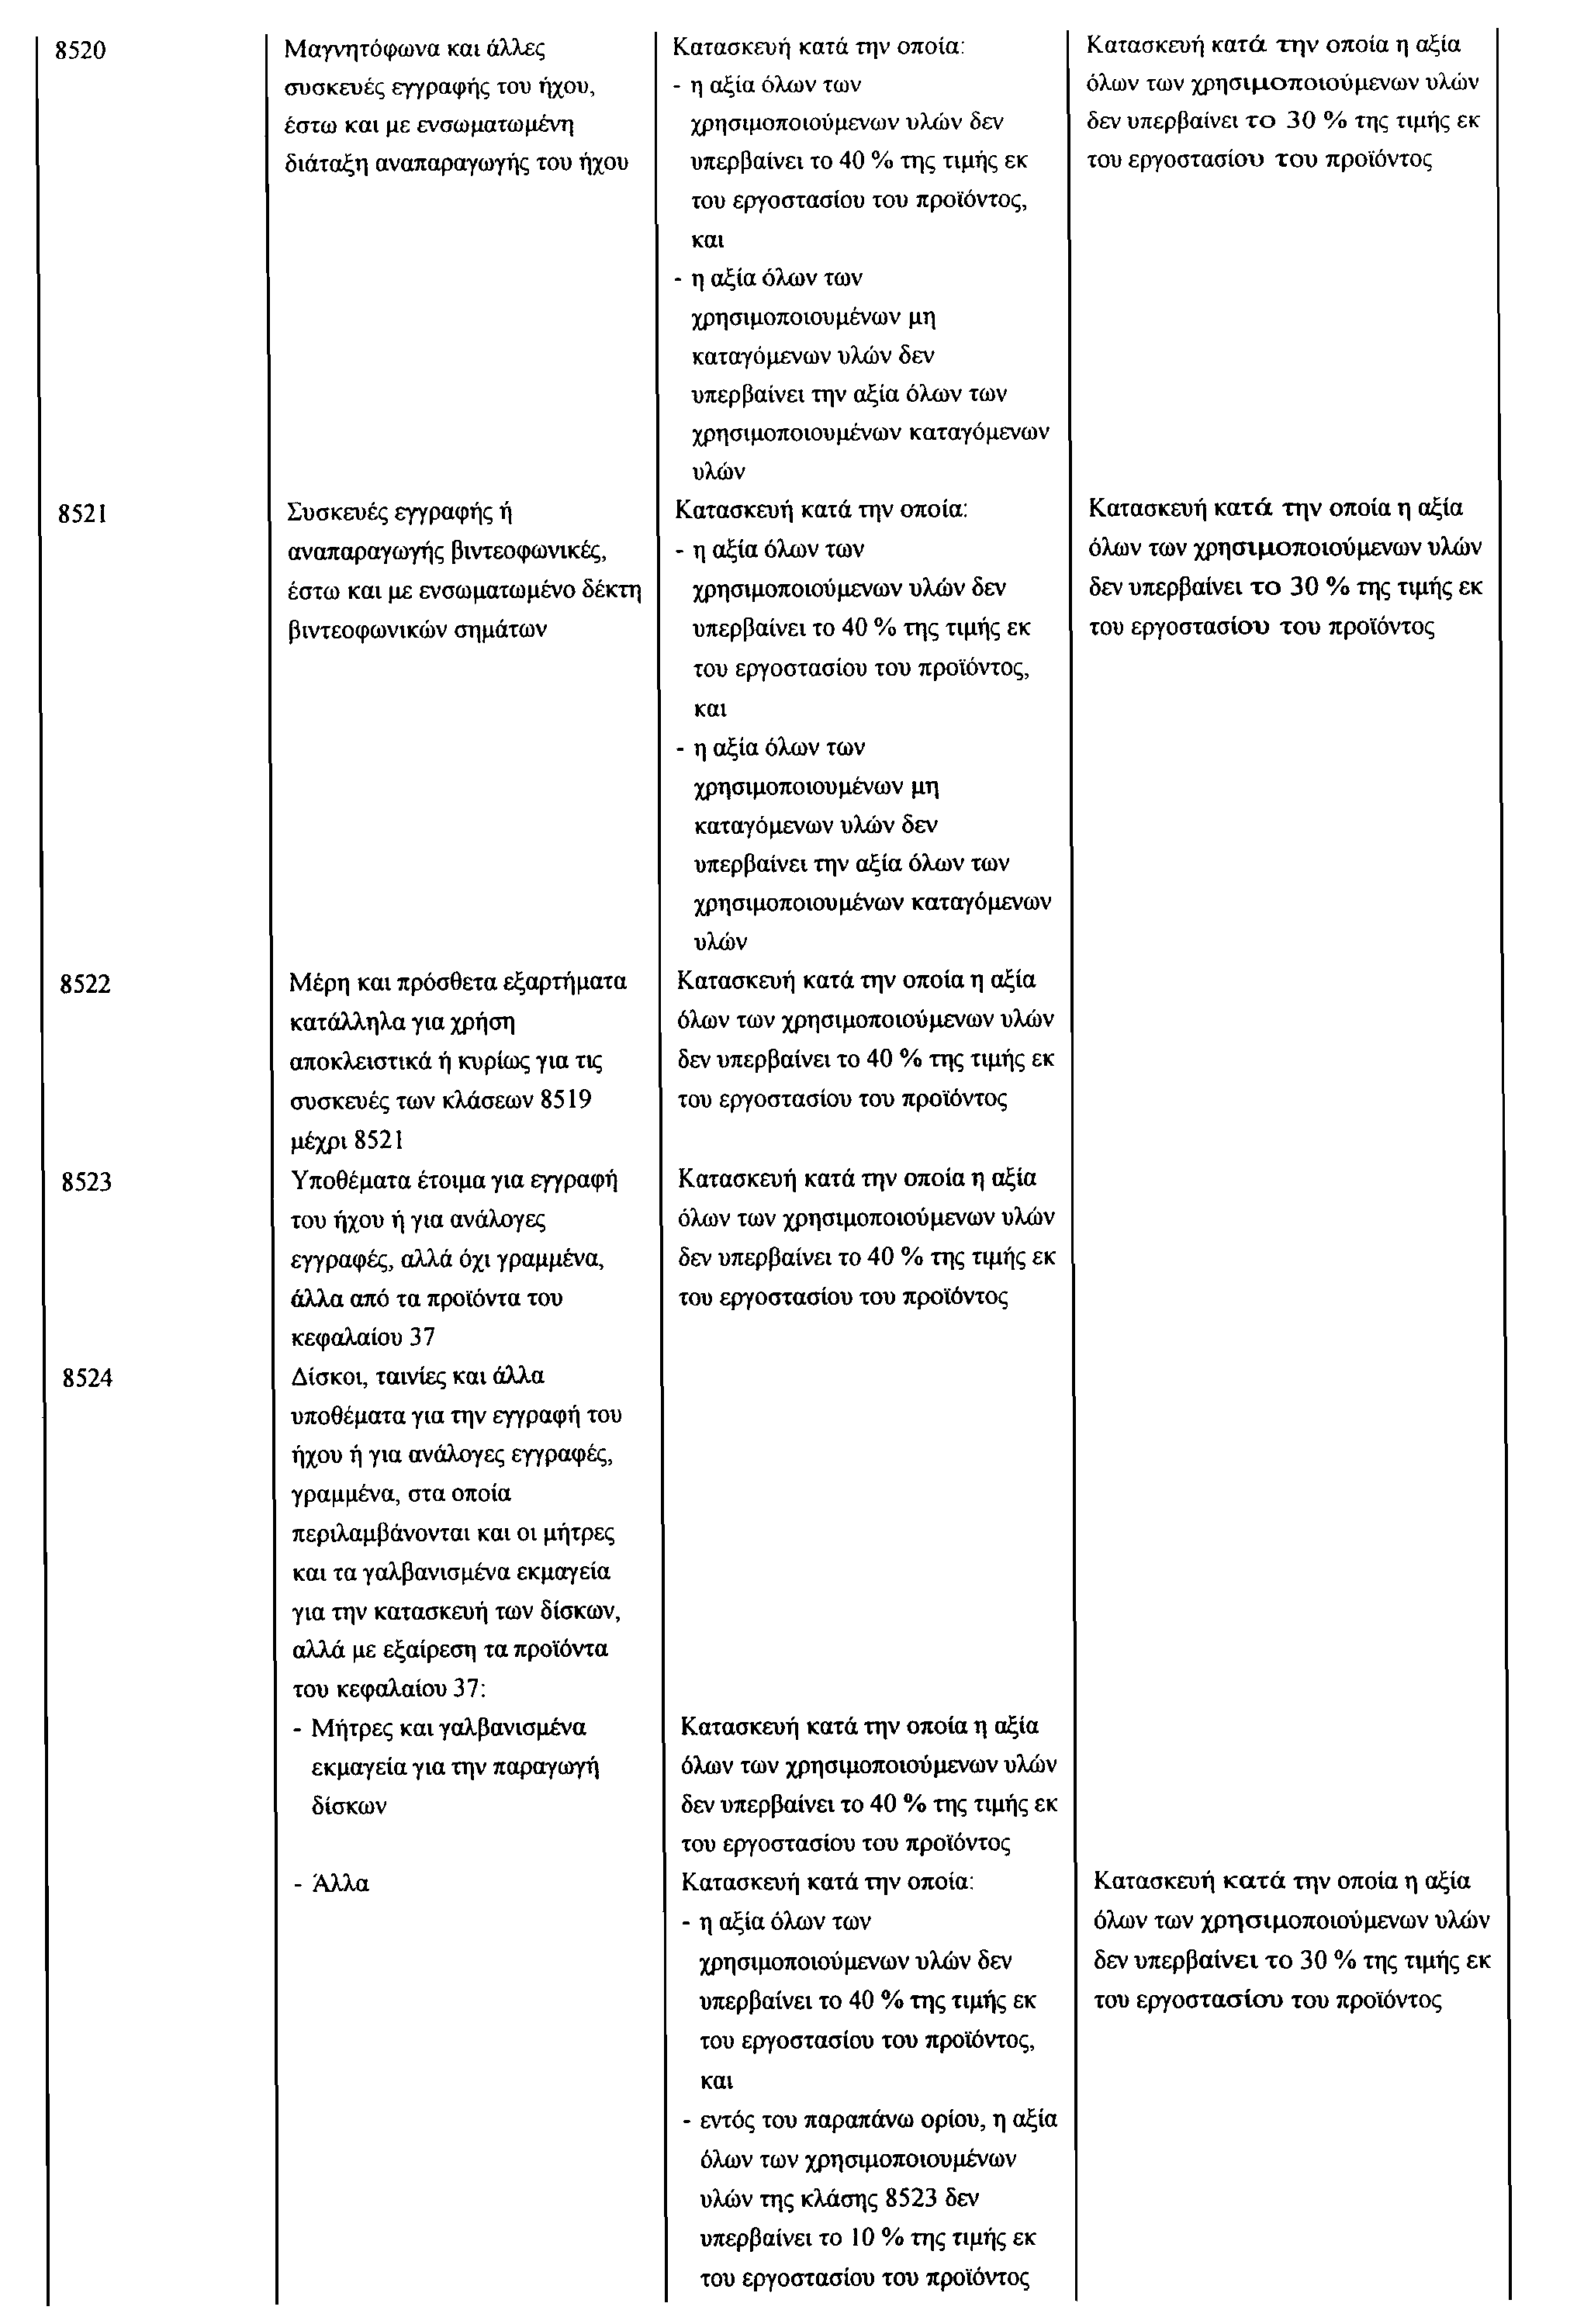 8520
Μαγνητόφωνα και άλλες
συσκευές εγγραφής του ήχου,
έστω και με ενσωματωμένη
διάταξη αναπαραγωγής του ήχου
Κατασκευή κατά την οποία:
- η αξία όλων των
χρησιμοποιούμενων υλών δεν
υπερβαίνει το 40 % της τιμής εκ
του εργοστασίου του προϊόντος,
και
- η αξία όλων των
χρησιμοποιουμένων μη
καταγόμενων υλών δεν
υπερβαίνει την αξία όλων των
χρησιμοποιουμένων καταγόμενων
υλών
Κατασκευή κατά την οποία η αξία
όλων των χρησιμοποιούμενων υλών
δεν υπερβαίνει το 30 % της τιμής εκ
του εργοστασίου του προϊόντος
8521
Συσκευές εγγραφής ή
αναπαραγωγής βιντεοφωνικές,
έστω και με ενσωματωμένο δέκτη
βιντεοφωνικών σημάτων
Κατασκευή κατά την οποία:
- η αξία όλων των
χρησιμοποιούμενων υλών δεν
υπερβαίνει το 40 % της τιμής εκ
του εργοστασίου του προϊόντος,
και
- η αξία όλων των
χρησιμοποιουμένων μη
καταγόμενων υλών δεν
υπερβαίνει την αξία όλων των
χρησιμοποιουμένων καταγόμενων
υλών
Κατασκευή κατά την οποία η αξία
όλων των χρησιμοποιούμενων υλών
δεν υπερβαίνει το 30 % της τιμής εκ
του εργοστασίου του προϊόντος
8522
Μέρη και πρόσθετα εξαρτήματα
κατάλληλα για χρήση
αποκλειστικά ή κυρίως για τις
συσκευές των κλάσεων 8519
μέχρι 8521
Κατασκευή κατά την οποία η αξία
όλων των χρησιμοποιούμενων υλών
δεν υπερβαίνει το 40 % της τιμής εκ
του εργοστασίου του προϊόντος
8523
Υποθέματα έτοιμα για εγγραφή
του ήχου ή για ανάλογες
εγγραφές, αλλά όχι γραμμένα,
άλλα από τα προϊόντα του
κεφαλαίου 37
Κατασκευή κατά την οποία η αξία
όλων των χρησιμοποιούμενων υλών
δεν υπερβαίνει το 40 % της τιμής εκ
του εργοστασίου του προϊόντος
8524
Δίσκοι, ταινίες και άλλα
υποθέματα για την εγγραφή του
ήχου ή για ανάλογες εγγραφές,
γραμμένα, στα οποία
περιλαμβάνονται και οι μήτρες
και τα γαλβανισμένα εκμαγεία
για την κατασκευή των δίσκων,
αλλά με εξαίρεση τα προϊόντα
του κεφαλαίου 37:
- Μήτρες και γαλβανισμένα
εκμαγεία για την παραγωγή
δίσκων
Κατασκευή κατά την οποία η αξία
όλων των χρησιμοποιούμενων υλών
δεν υπερβαίνει το 40 % της τιμής εκ
του εργοστασίου του προϊόντος
- Άλλα
Κατασκευή κατά την οποία:
- η αξία όλων των
χρησιμοποιούμενων υλών δεν
υπερβαίνει το 40 % της τιμής εκ
του εργοστασίου του προϊόντος,
και
- εντός του παραπάνω ορίου, η αξία
όλων των χρησιμοποιουμένων
υλών της κλάσης 8523 δεν
υπερβαίνει το 10 % της τιμής εκ
του εργοστασίου του προϊόντος
Κατασκευή κατά την οποία η αξία
όλων των χρησιμοποιούμενων υλών
δεν υπερβαίνει το 30 % της τιμής εκ
του εργοστασίου του προϊόντος